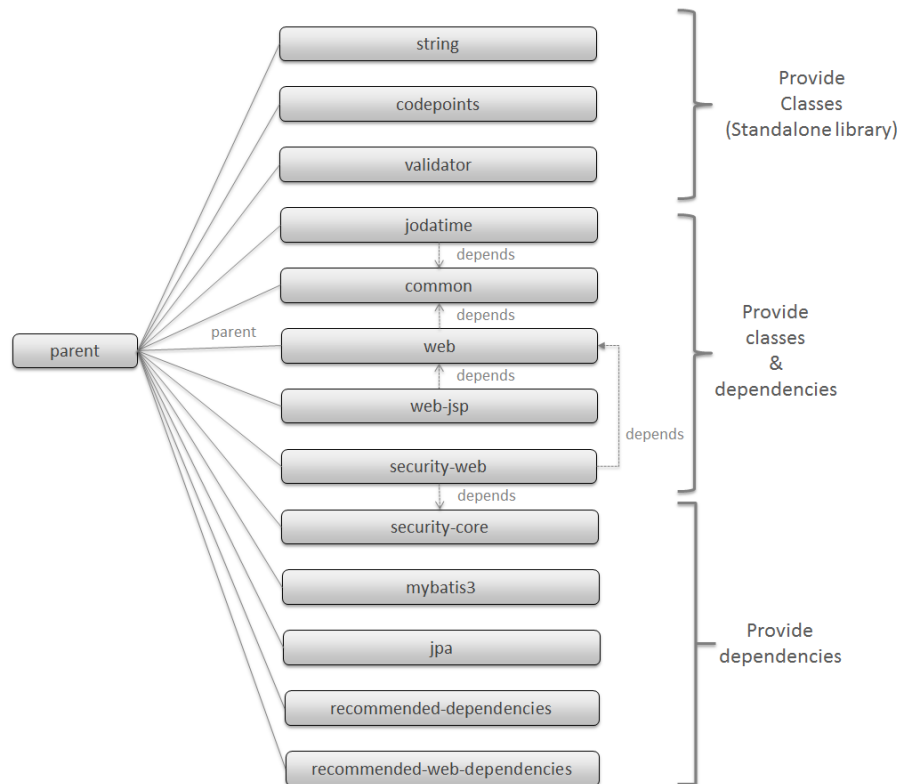 string
codepoints
validator
jodatime
depends
common
depends
parent
parent
web
depends
web-jsp
depends
security-web
depends
security-core
mybatis3
jpa
recommended-dependencies
recommended-web-dependencies
Provide
Classes
(Standalone library)
Provide
classes
&
dependencies
Provide
dependencies